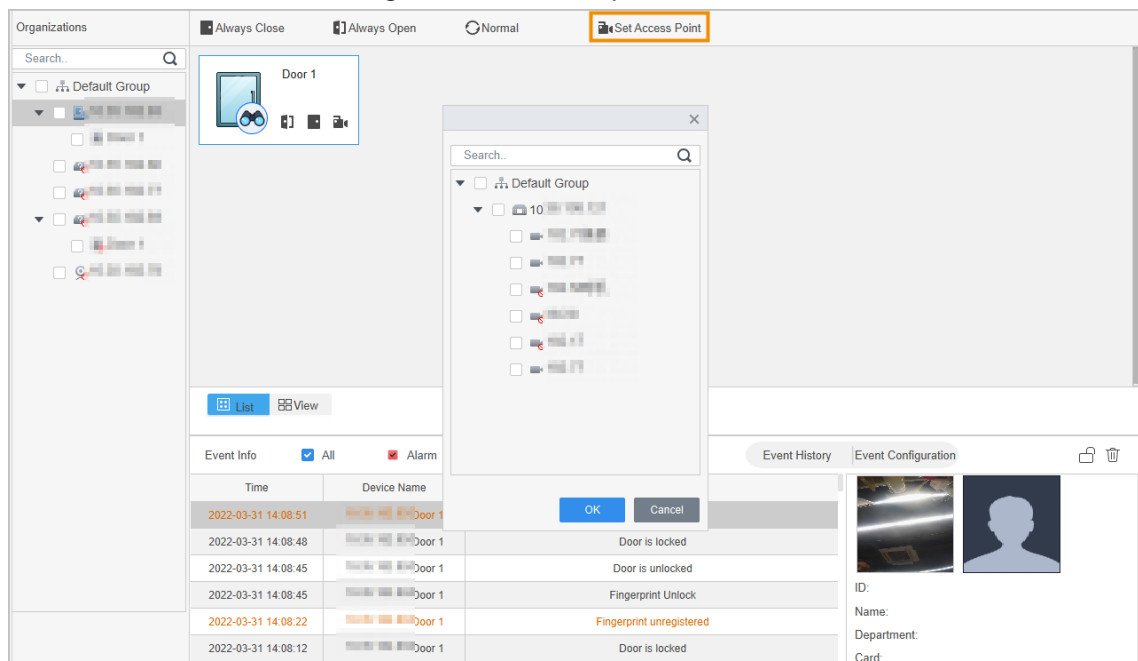 Organizations
Always Close
Always Open
Normal
Set Access Point
Search..
Default Group
Door 1
Search..
Default Group
10
List
View
Event Info
All
Alarm
Event History
Event Configuration
Time
Device Name
2022-03-31 14:08:51
Door 1
2022-03-31 14:08:48
Door 1
Door is locked
2022-03-31 14:08:45
Door 1
Door is unlocked
2022-03-31 14:08:45
Door 1
Fingerprint Unlock
2022-03-31 14:08:22
Door 1
Fingerprint unregistered
2022-03-31 14:08:12
Door 1
Door is locked
OK
Cancel
ID:
Name:
Department:
Card: